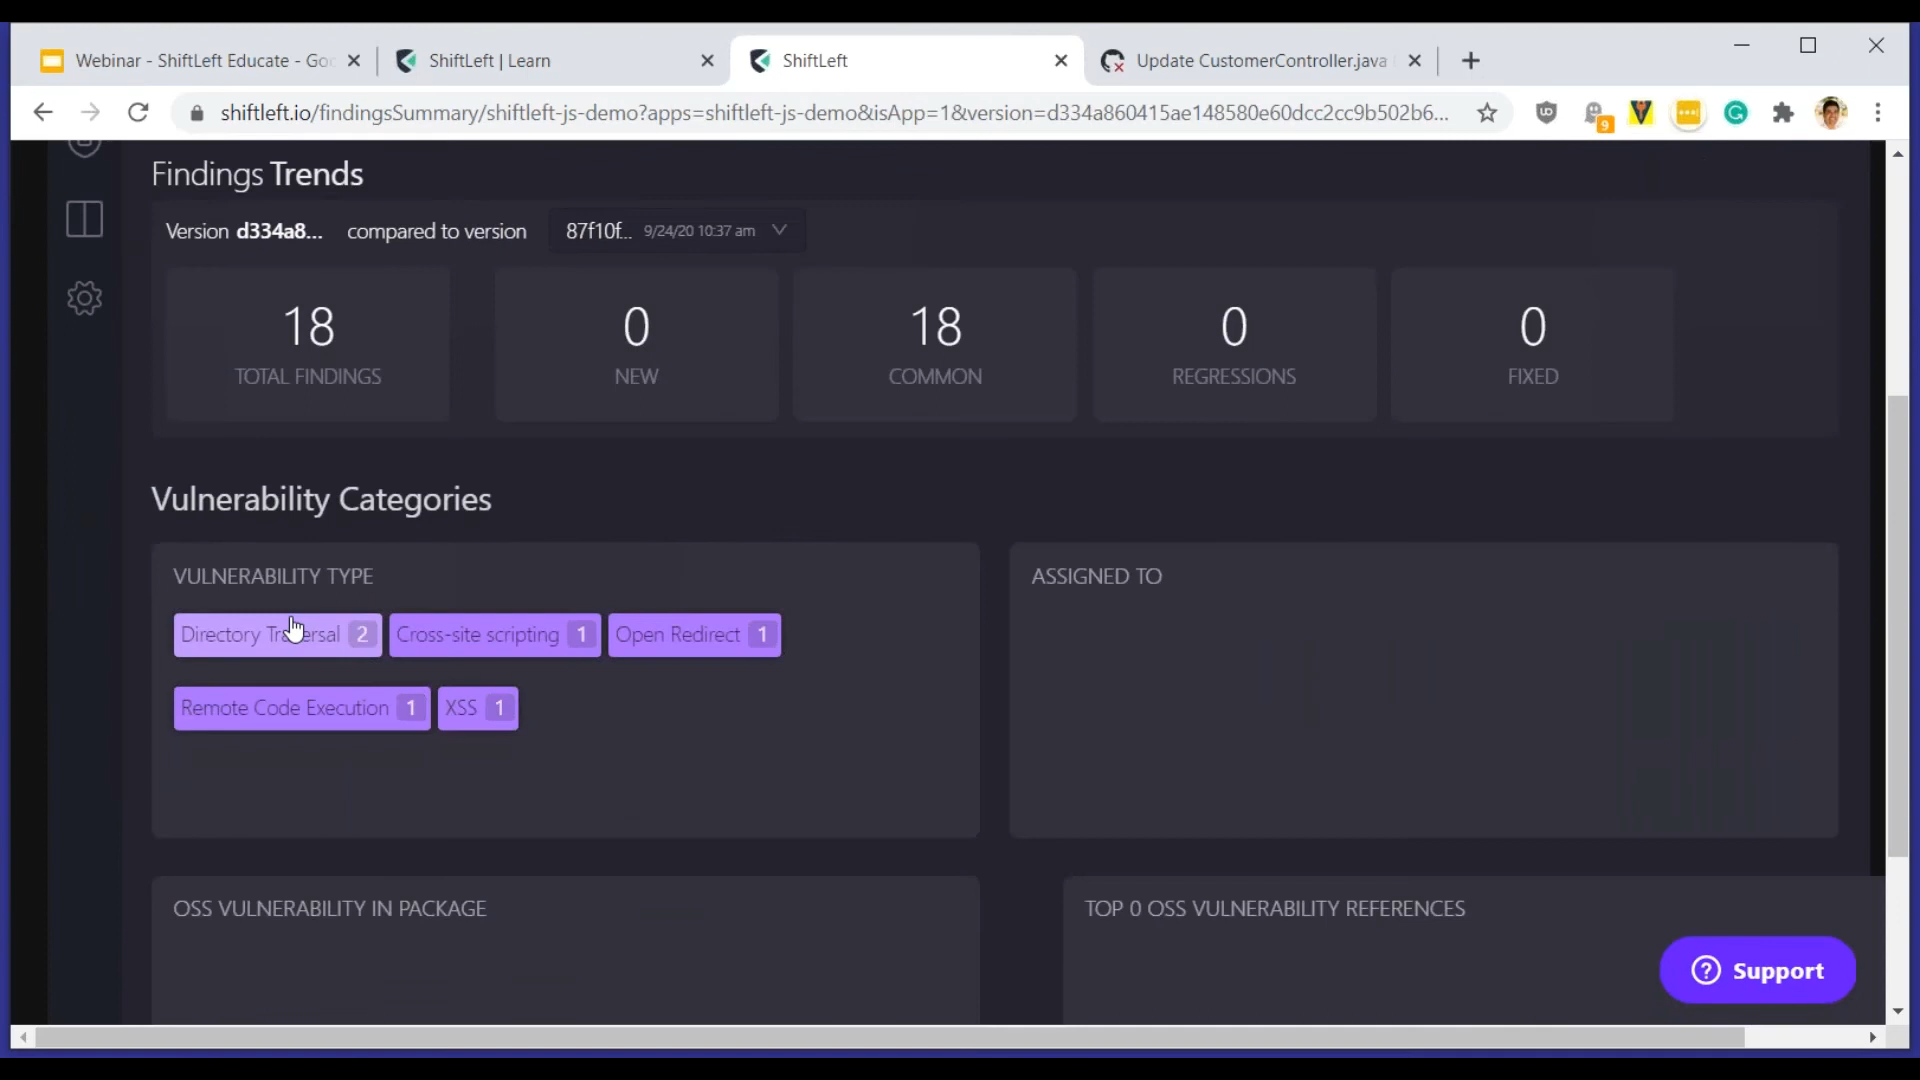 Webinar - ShiftLeft Educate - Goo
ShiftLeft | Learn
ShiftLeft
Update CustomerController.java
shiftleft.io/findingsSummary/shiftleft-js-demo?apps=shiftleft-js-demo&isApp=1&version=d334a860415ae148580e60dcc2cc9b502b6...
9
Findings Trends
Version d334a8... compared to version 87f10f... 9/24/20 10:37 am
18 0 18 0 0
TOTAL FINDINGS NEW COMMON REGRESSIONS FIXED
Vulnerability Categories
VULNERABILITY TYPE
Directory Traversal 2 Cross-site scripting 1 Open Redirect 1
Remote Code Execution 1 XSS 1
ASSIGNED TO
OSS VULNERABILITY IN PACKAGE
TOP 0 OSS VULNERABILITY REFERENCES
Support